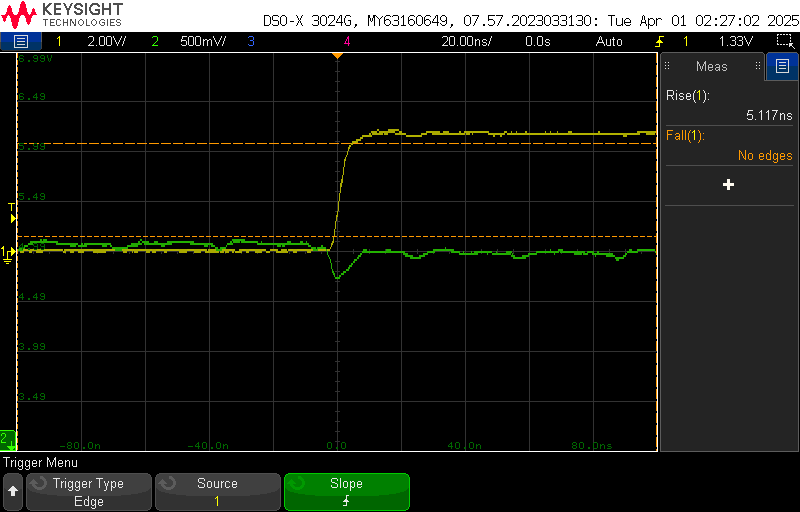 KEYSIGHT
TECHNOLOGIES
DSO-X 3024G, MY63160649, 07.57.2023033130: Tue Apr 01 02:27:02 2025
1 2.00V/ 2 500mV/ 3 4 20.00ns/ 0.0s Auto 1 1.33V
6.99V
6.49
5.99
5.49
4.49
3.99
3.49
-80.0n -40.0n 0.0 40.0n 80.0ns
T
1
2
Meas
Rise(1):
5.117ns
Fall(1):
No edges
Trigger Menu
Trigger Type
Edge
Source
1
Slope